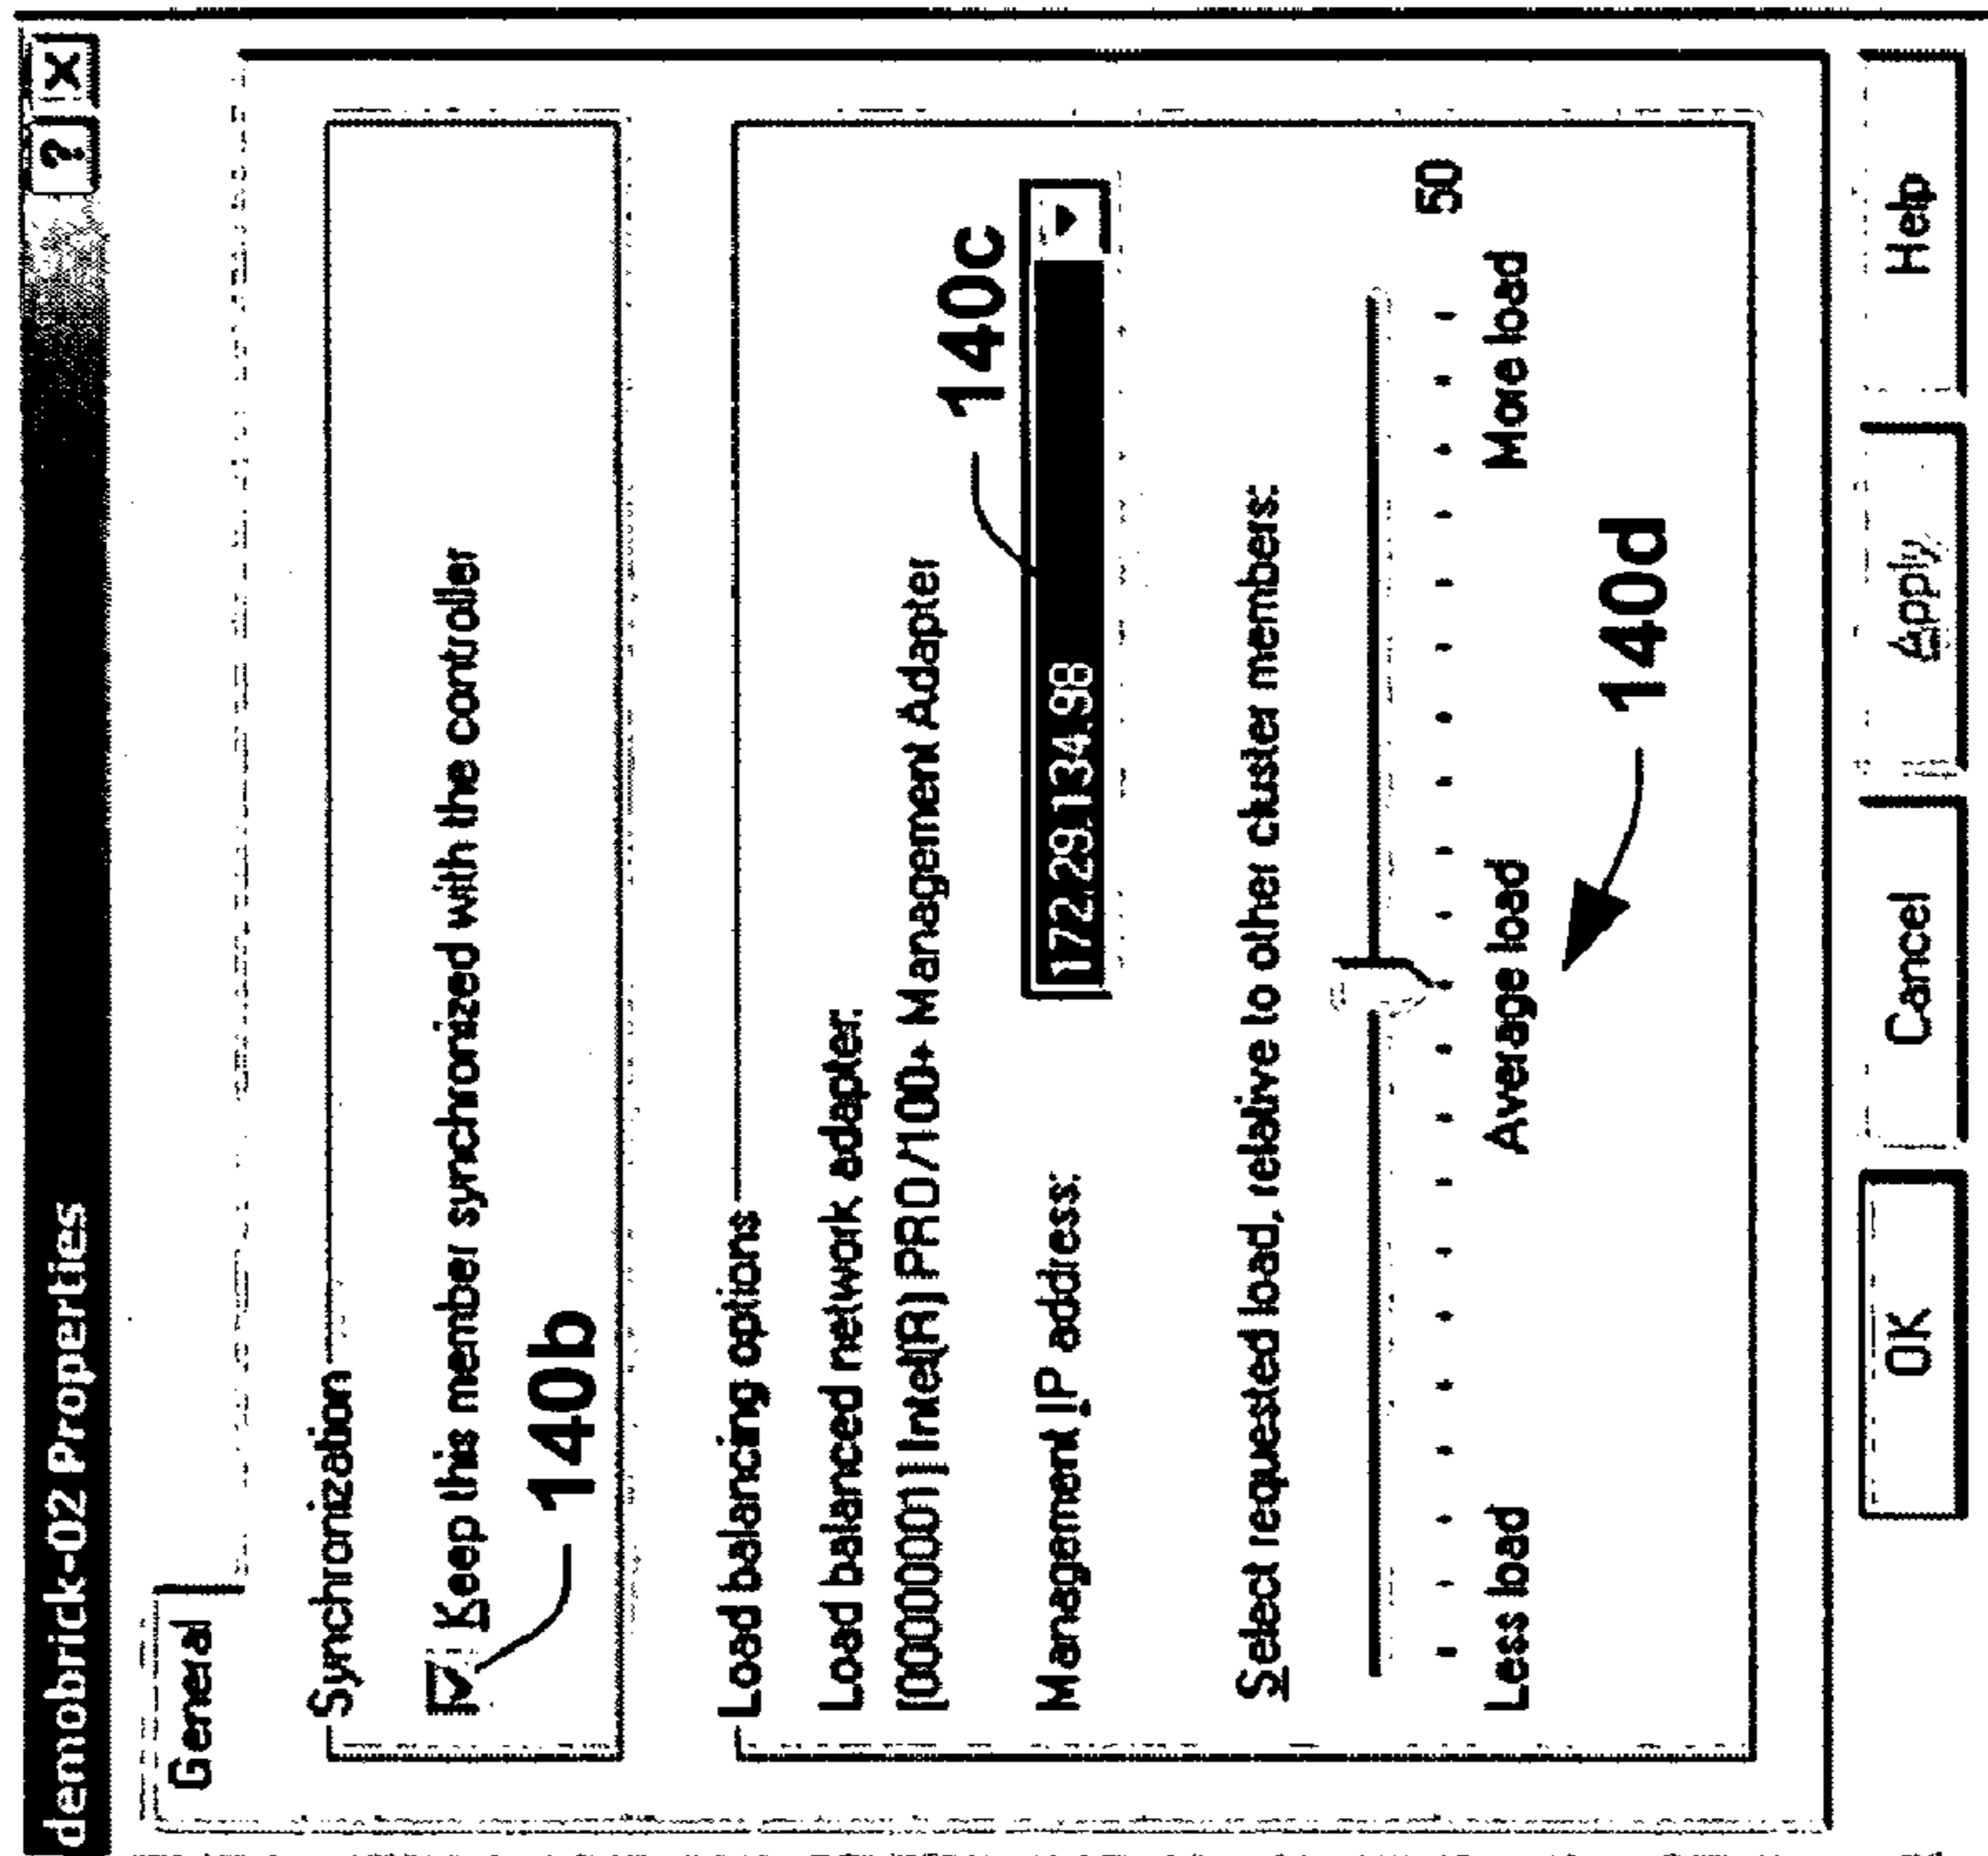 demobrick-02 Properties ? X
General
Synchronization
Keep this member synchronized with the controller
140b
Load balancing options
Load balanced network adapter:
[00000001] Intel(R) PRO/100+ Management Adapter
140c
Management IP address: 172.29.134.98
Select requested load, relative to other cluster members:
50
Less load Average load More load
140d
OK Cancel Apply Help